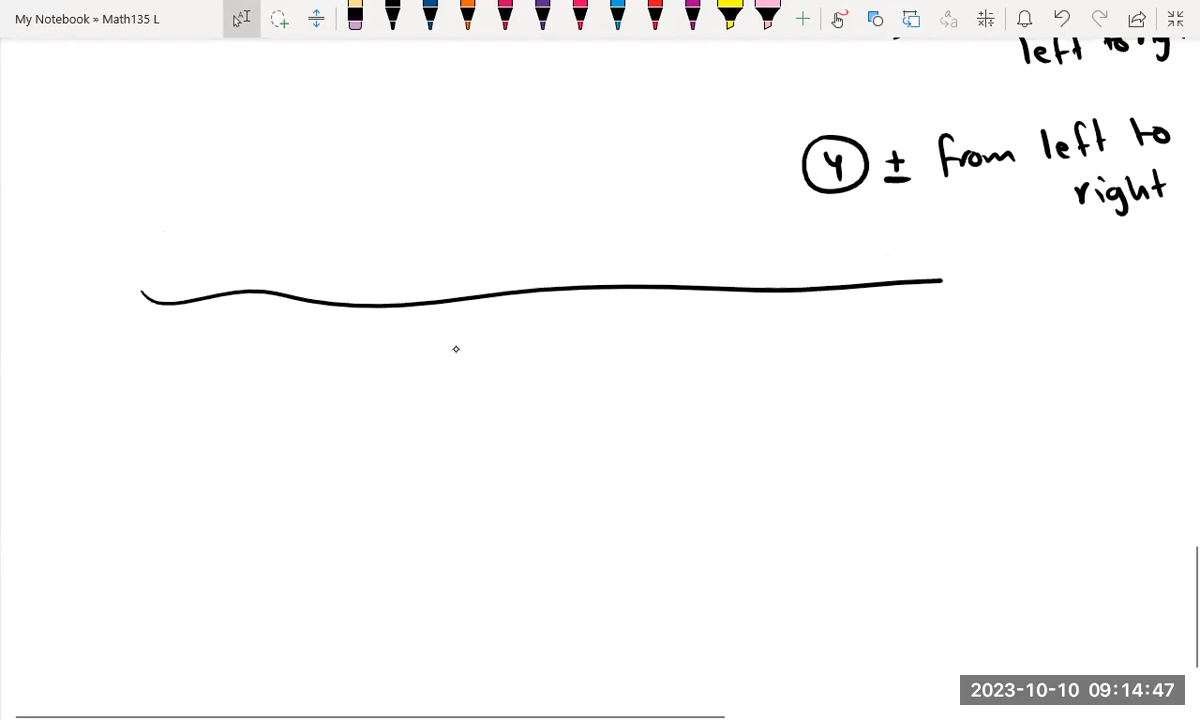 My Notebook » Math135 L
left to
④ ± from left to
right
2023-10-10 09:14:47